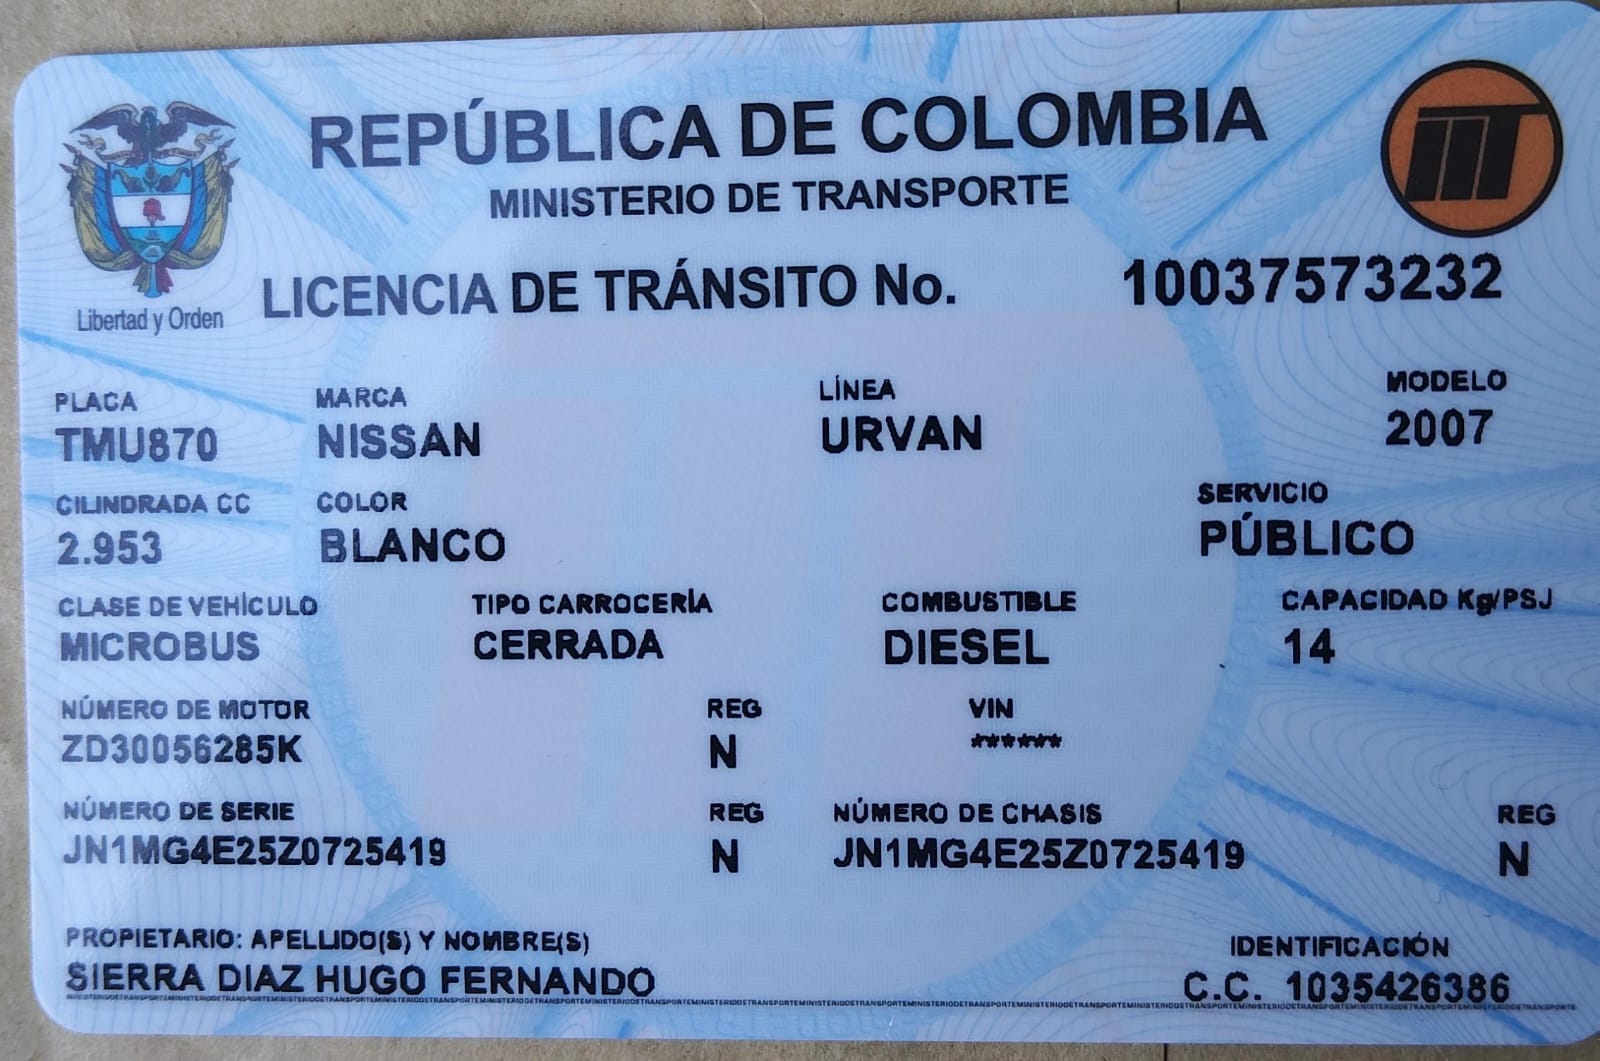 REPÚBLICA DE COLOMBIA
MINISTERIO DE TRANSPORTE
Libertad y Orden
LICENCIA DE TRÁNSITO No. 10037573232
PLACA MARCA LÍNEA MODELO
TMU870 NISSAN URVAN 2007
CILINDRADA CC COLOR SERVICIO
2.953 BLANCO PÚBLICO
CLASE DE VEHÍCULO TIPO CARROCERÍA COMBUSTIBLE CAPACIDAD Kg/PSJ
MICROBUS CERRADA DIESEL 14
NÚMERO DE MOTOR REG VIN
ZD30056285K N ******
NÚMERO DE SERIE REG NÚMERO DE CHASIS REG
JN1MG4E25Z0725419 N JN1MG4E25Z0725419 N
PROPIETARIO: APELLIDO(S) Y NOMBRE(S) IDENTIFICACIÓN
SIERRA DIAZ HUGO FERNANDO C.C. 1035426386